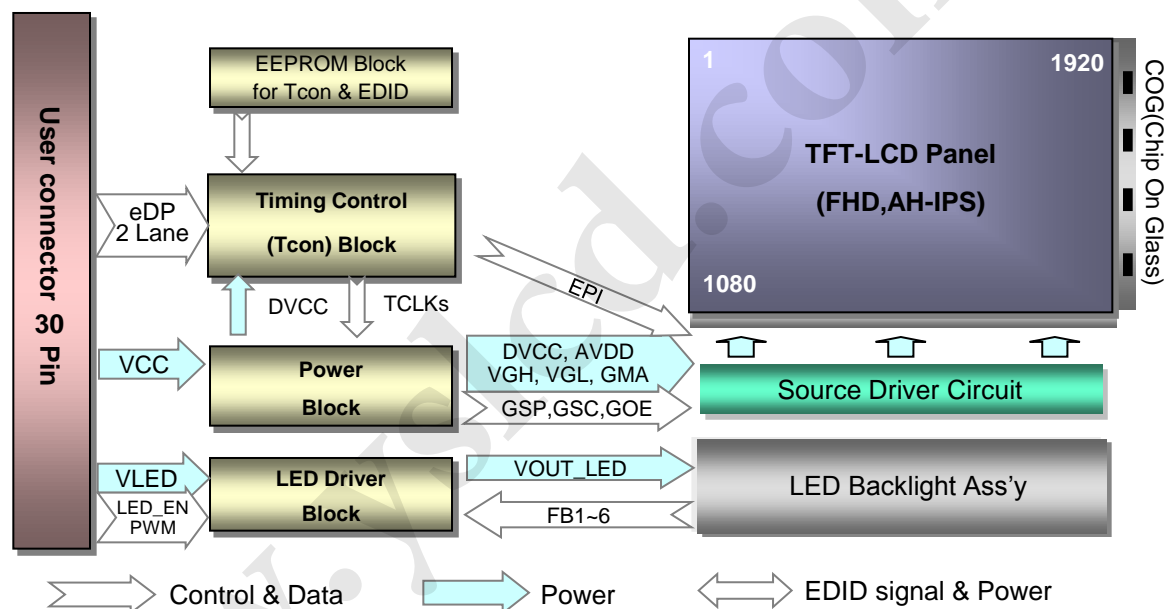 User connector 30 Pin
EEPROM Block
for Tcon & EDID
eDP
2 Lane
Timing Control
(Tcon) Block
DVCC
TCLKs
EPI
VCC
Power
Block
DVCC, AVDD
VGH, VGL, GMA
GSP,GSC,GOE
VLED
LED_EN
PWM
LED Driver
Block
VOUT_LED
FB1~6
1
1920
TFT-LCD Panel
(FHD,AH-IPS)
1080
COG(Chip On Glass)
Source Driver Circuit
LED Backlight Ass’y
Control & Data
Power
EDID signal & Power
w.yslcd.com